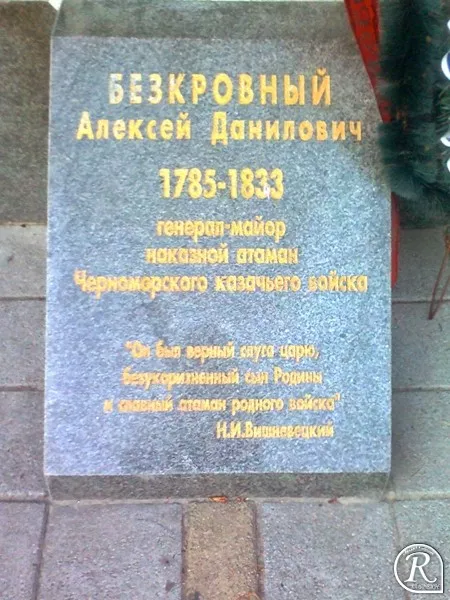 БЕЗКРОВНЫЙ
Алексей Данилович
1785-1833
генерал-майор
наказной атаман
Черноморского казачьего войска
"Он был верный слуга царю,
безукоризненный сын Родины
и славный атаман родного войска"
Н.И.Вишневецкий
R